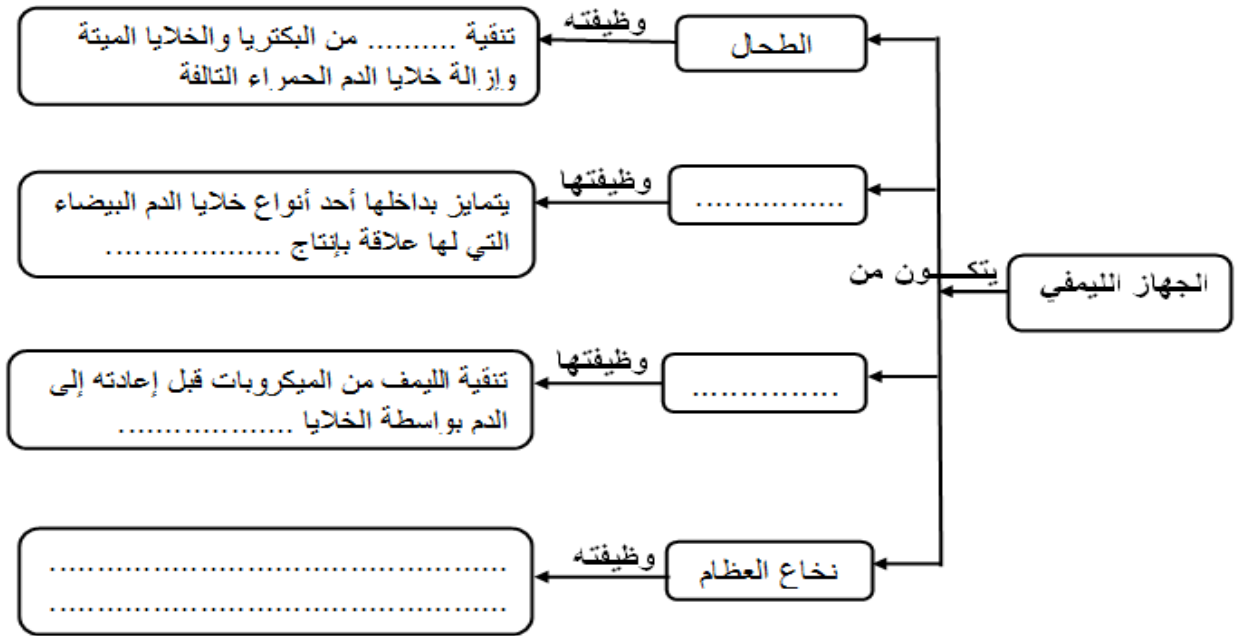 الجهاز الليمفي
يتكـــون من
الطحال
وظيفته
تنقية .......... من البكتريا والخلايا الميتة
وإزالة خلايا الدم الحمراء التالفة
................
وظيفتها
يتمايز بداخلها أحد أنواع خلايا الدم البيضاء
التي لها علاقة بإنتاج ...................
................
وظيفتها
تنقية الليمف من الميكروبات قبل إعادته إلى
الدم بواسطة الخلايا ...................
نخاع العظام
وظيفته
.................................................
.................................................